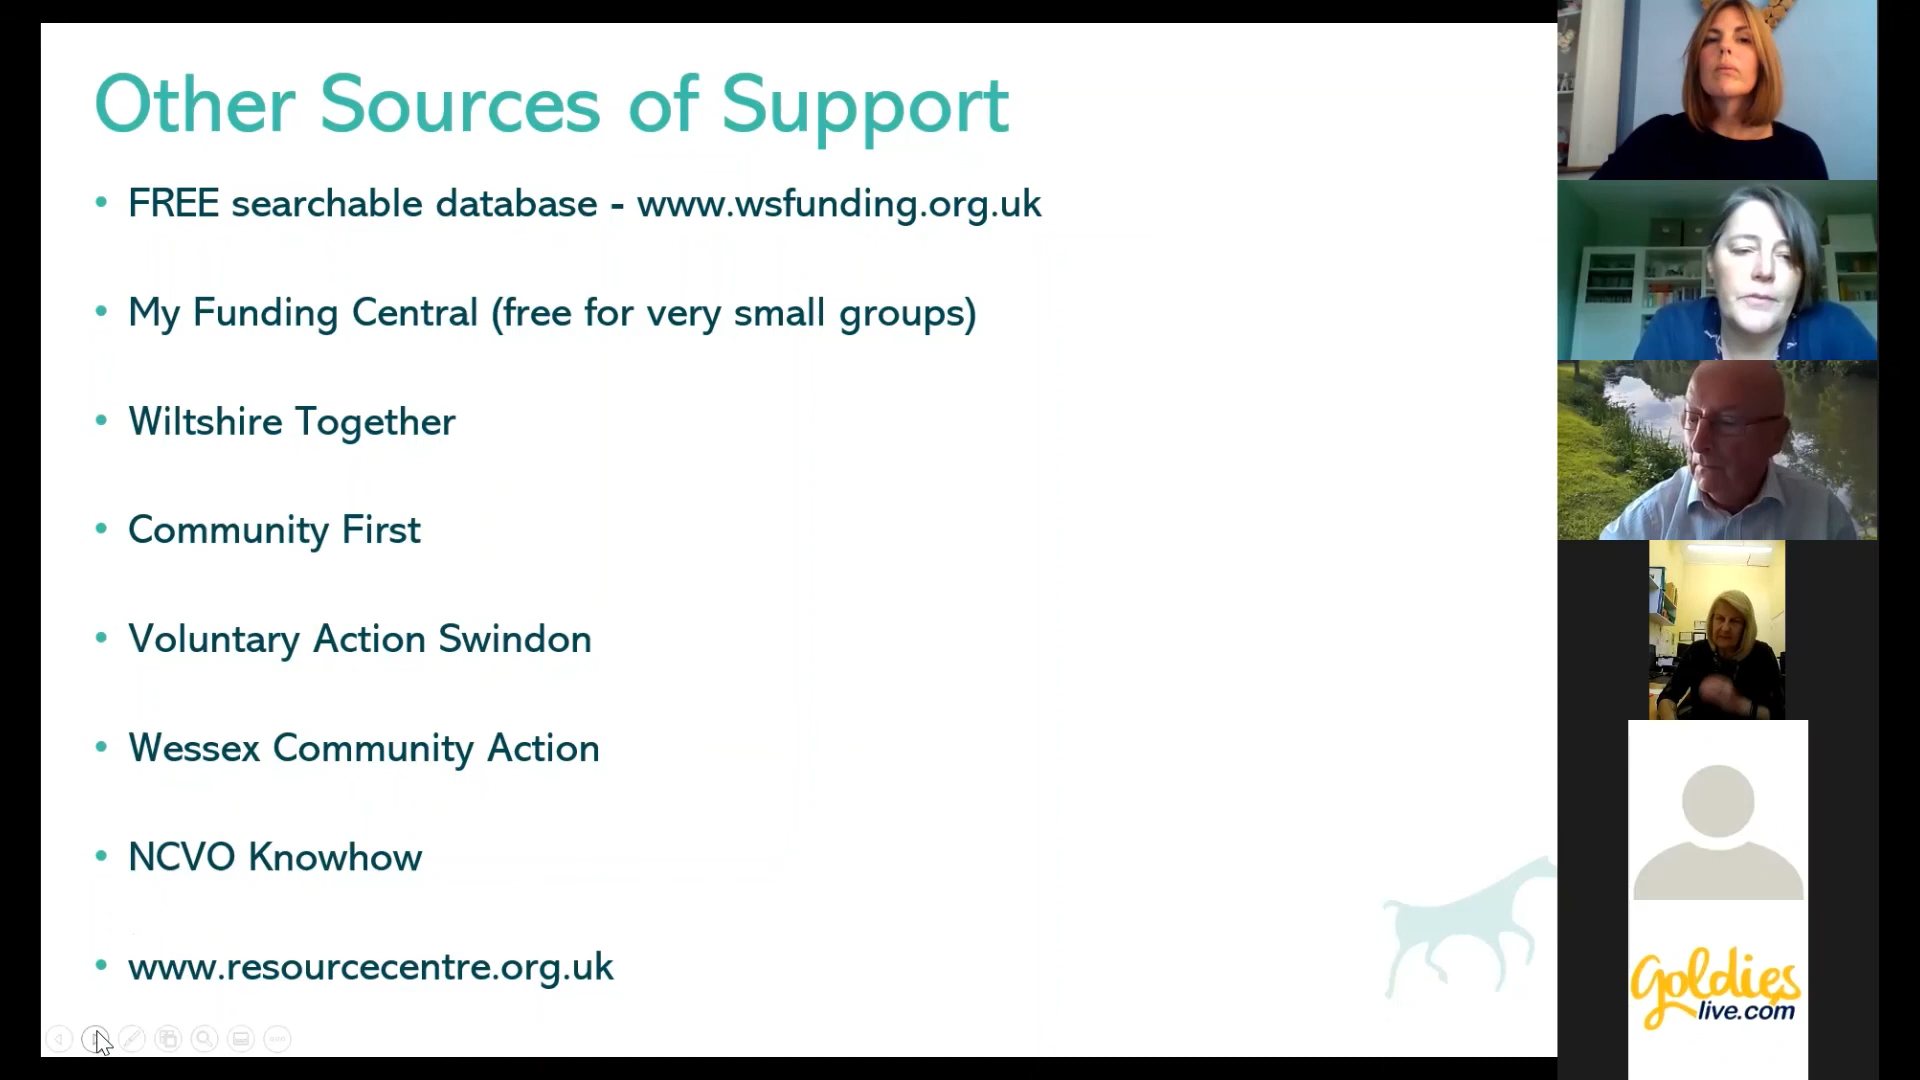 Other Sources of Support
• FREE searchable database - www.wsfunding.org.uk
• My Funding Central (free for very small groups)
• Wiltshire Together
• Community First
• Voluntary Action Swindon
• Wessex Community Action
• NCVO Knowhow
• www.resourcecentre.org.uk
goldies
live.com